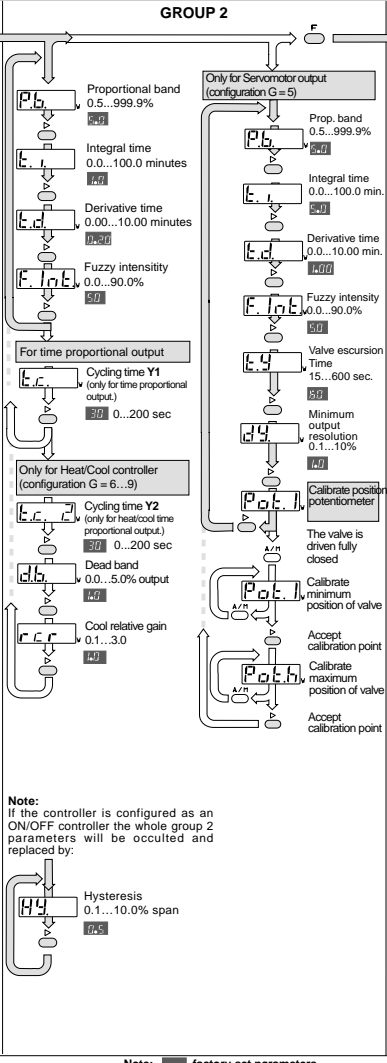 GROUP 2
F
P.b.
Proportional band
0.5...999.9%
5.0
t.i.
Integral time
0.0...100.0 minutes
1.0
t.d.
Derivative time
0.00...10.00 minutes
0.20
F.Int.
Fuzzy intensitity
0.0...90.0%
50
For time proportional output
t.c.
Cycling time Y1
(only for time proportional
output.)
30 0...200 sec
Only for Heat/Cool controller
(configuration G = 6...9)
t.c. 2
Cycling time Y2
(only for heat/cool time
proportional output.)
30 0...200 sec
d.b.
Dead band
0.0...5.0% output
1.0
rcr
Cool relative gain
0.1...3.0
1.0
Only for Servomotor output
(configuration G = 5)
P.b.
Prop. band
0.5...999.9%
5.0
t.i.
Integral time
0.0...100.0 min.
5.0
t.d.
Derivative time
0.0...10.00 min.
1.00
F.Int.
Fuzzy intensity
0.0...90.0%
50
t.y
Valve escursion
Time
15...600 sec.
60
dy.
Minimum
output
resolution
0.1...10%
1.0
Pot.l
Calibrate position
potentiometer
A/M
The valve is
driven fully
closed
Pot.l
Calibrate
minimum
position of valve
A/M
Accept
calibration point
Pot.h
Calibrate
maximum
position of valve
A/M
Accept
calibration point
Note:
If the controller is configured as an
ON/OFF controller the whole group 2
parameters will be occulted and
replaced by:
HY.
Hysteresis
0.1...10.0% span
0.5
Note: factory set parameters